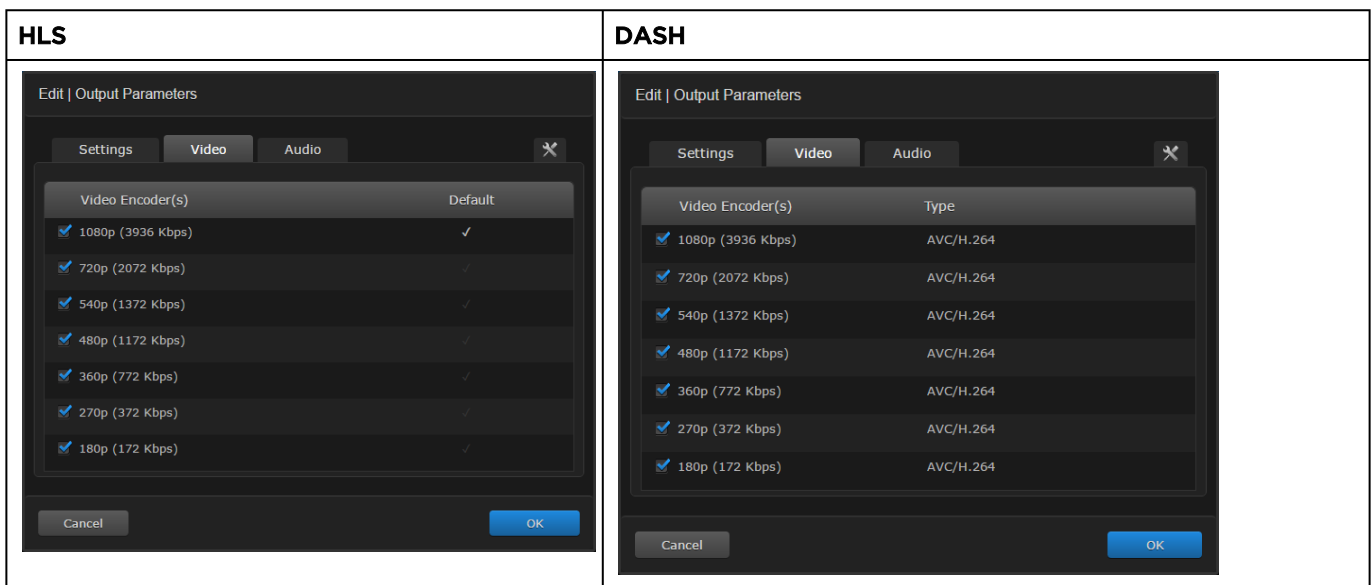 HLS
DASH
Edit | Output Parameters
Settings Video Audio
Video Encoder(s) Default
1080p (3936 Kbps)
720p (2072 Kbps)
540p (1372 Kbps)
480p (1172 Kbps)
360p (772 Kbps)
270p (372 Kbps)
180p (172 Kbps)
Cancel OK
Edit | Output Parameters
Settings Video Audio
Video Encoder(s) Type
1080p (3936 Kbps) AVC/H.264
720p (2072 Kbps) AVC/H.264
540p (1372 Kbps) AVC/H.264
480p (1172 Kbps) AVC/H.264
360p (772 Kbps) AVC/H.264
270p (372 Kbps) AVC/H.264
180p (172 Kbps) AVC/H.264
Cancel OK